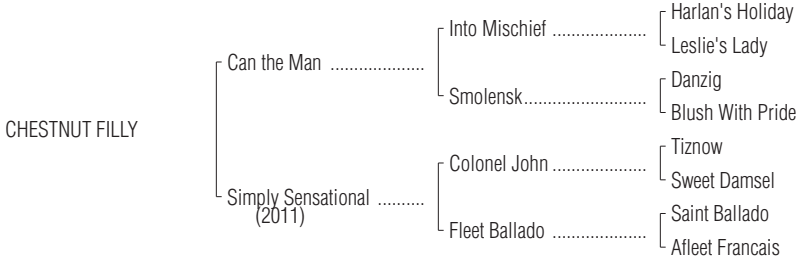 Harlan's Holiday
Into Mischief ....................
Leslie's Lady
Can the Man ....................
Danzig
Smolensk..........................
Blush With Pride
CHESTNUT FILLY
Tiznow
Colonel John ....................
Sweet Damsel
Simply Sensational ..........
(2011)
Saint Ballado
Fleet Ballado ....................
Afleet Francais